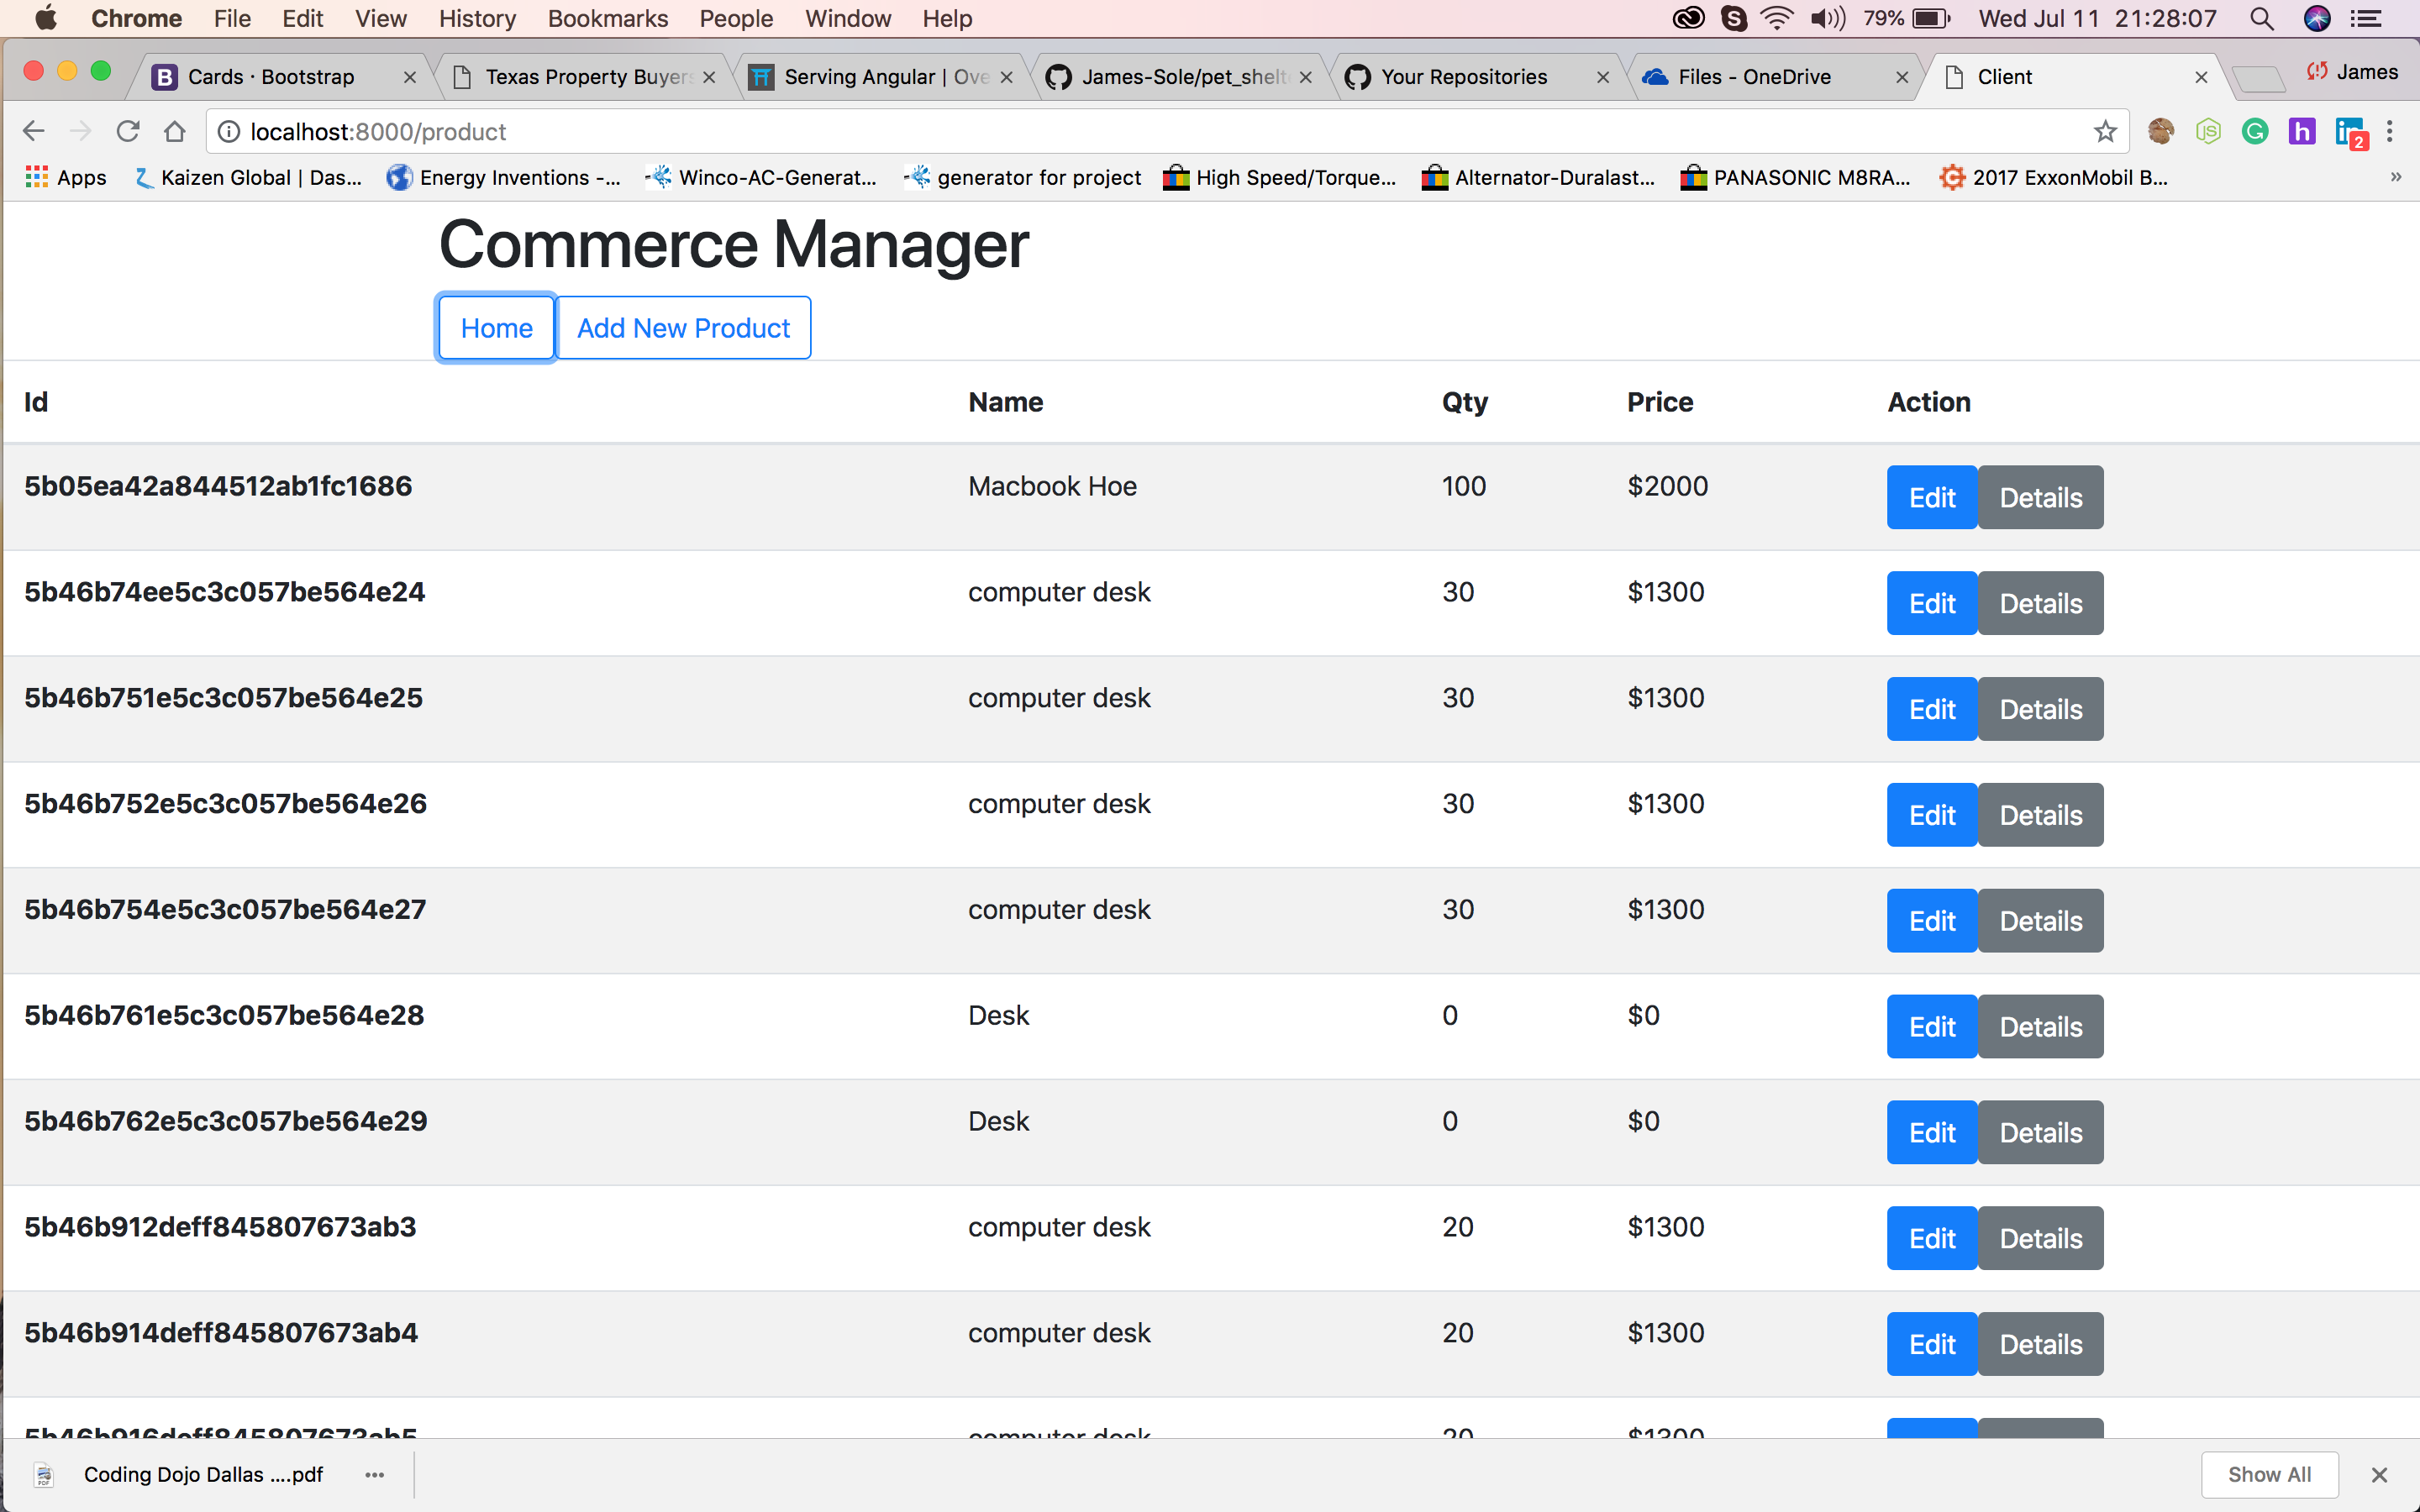 Chrome File Edit View History Bookmarks People Window Help 79% Wed Jul 11 21:28:07
Cards · Bootstrap Texas Property Buyers Serving Angular | Ove James-Sole/pet_shelt Your Repositories Files - OneDrive Client James
localhost:8000/product 2
Apps Kaizen Global | Das... Energy Inventions -... Winco-AC-Generat... generator for project High Speed/Torque... Alternator-Duralast... PANASONIC M8RA... 2017 ExxonMobil B... »
Commerce Manager
Home Add New Product
Id Name Qty Price Action
5b05ea42a844512ab1fc1686 Macbook Hoe 100 $2000 Edit Details
5b46b74ee5c3c057be564e24 computer desk 30 $1300 Edit Details
5b46b751e5c3c057be564e25 computer desk 30 $1300 Edit Details
5b46b752e5c3c057be564e26 computer desk 30 $1300 Edit Details
5b46b754e5c3c057be564e27 computer desk 30 $1300 Edit Details
5b46b761e5c3c057be564e28 Desk 0 $0 Edit Details
5b46b762e5c3c057be564e29 Desk 0 $0 Edit Details
5b46b912deff845807673ab3 computer desk 20 $1300 Edit Details
5b46b914deff845807673ab4 computer desk 20 $1300 Edit Details
5b46b916deff845807673ab5 computer desk 20 $1300
Coding Dojo Dallas ....pdf Show All